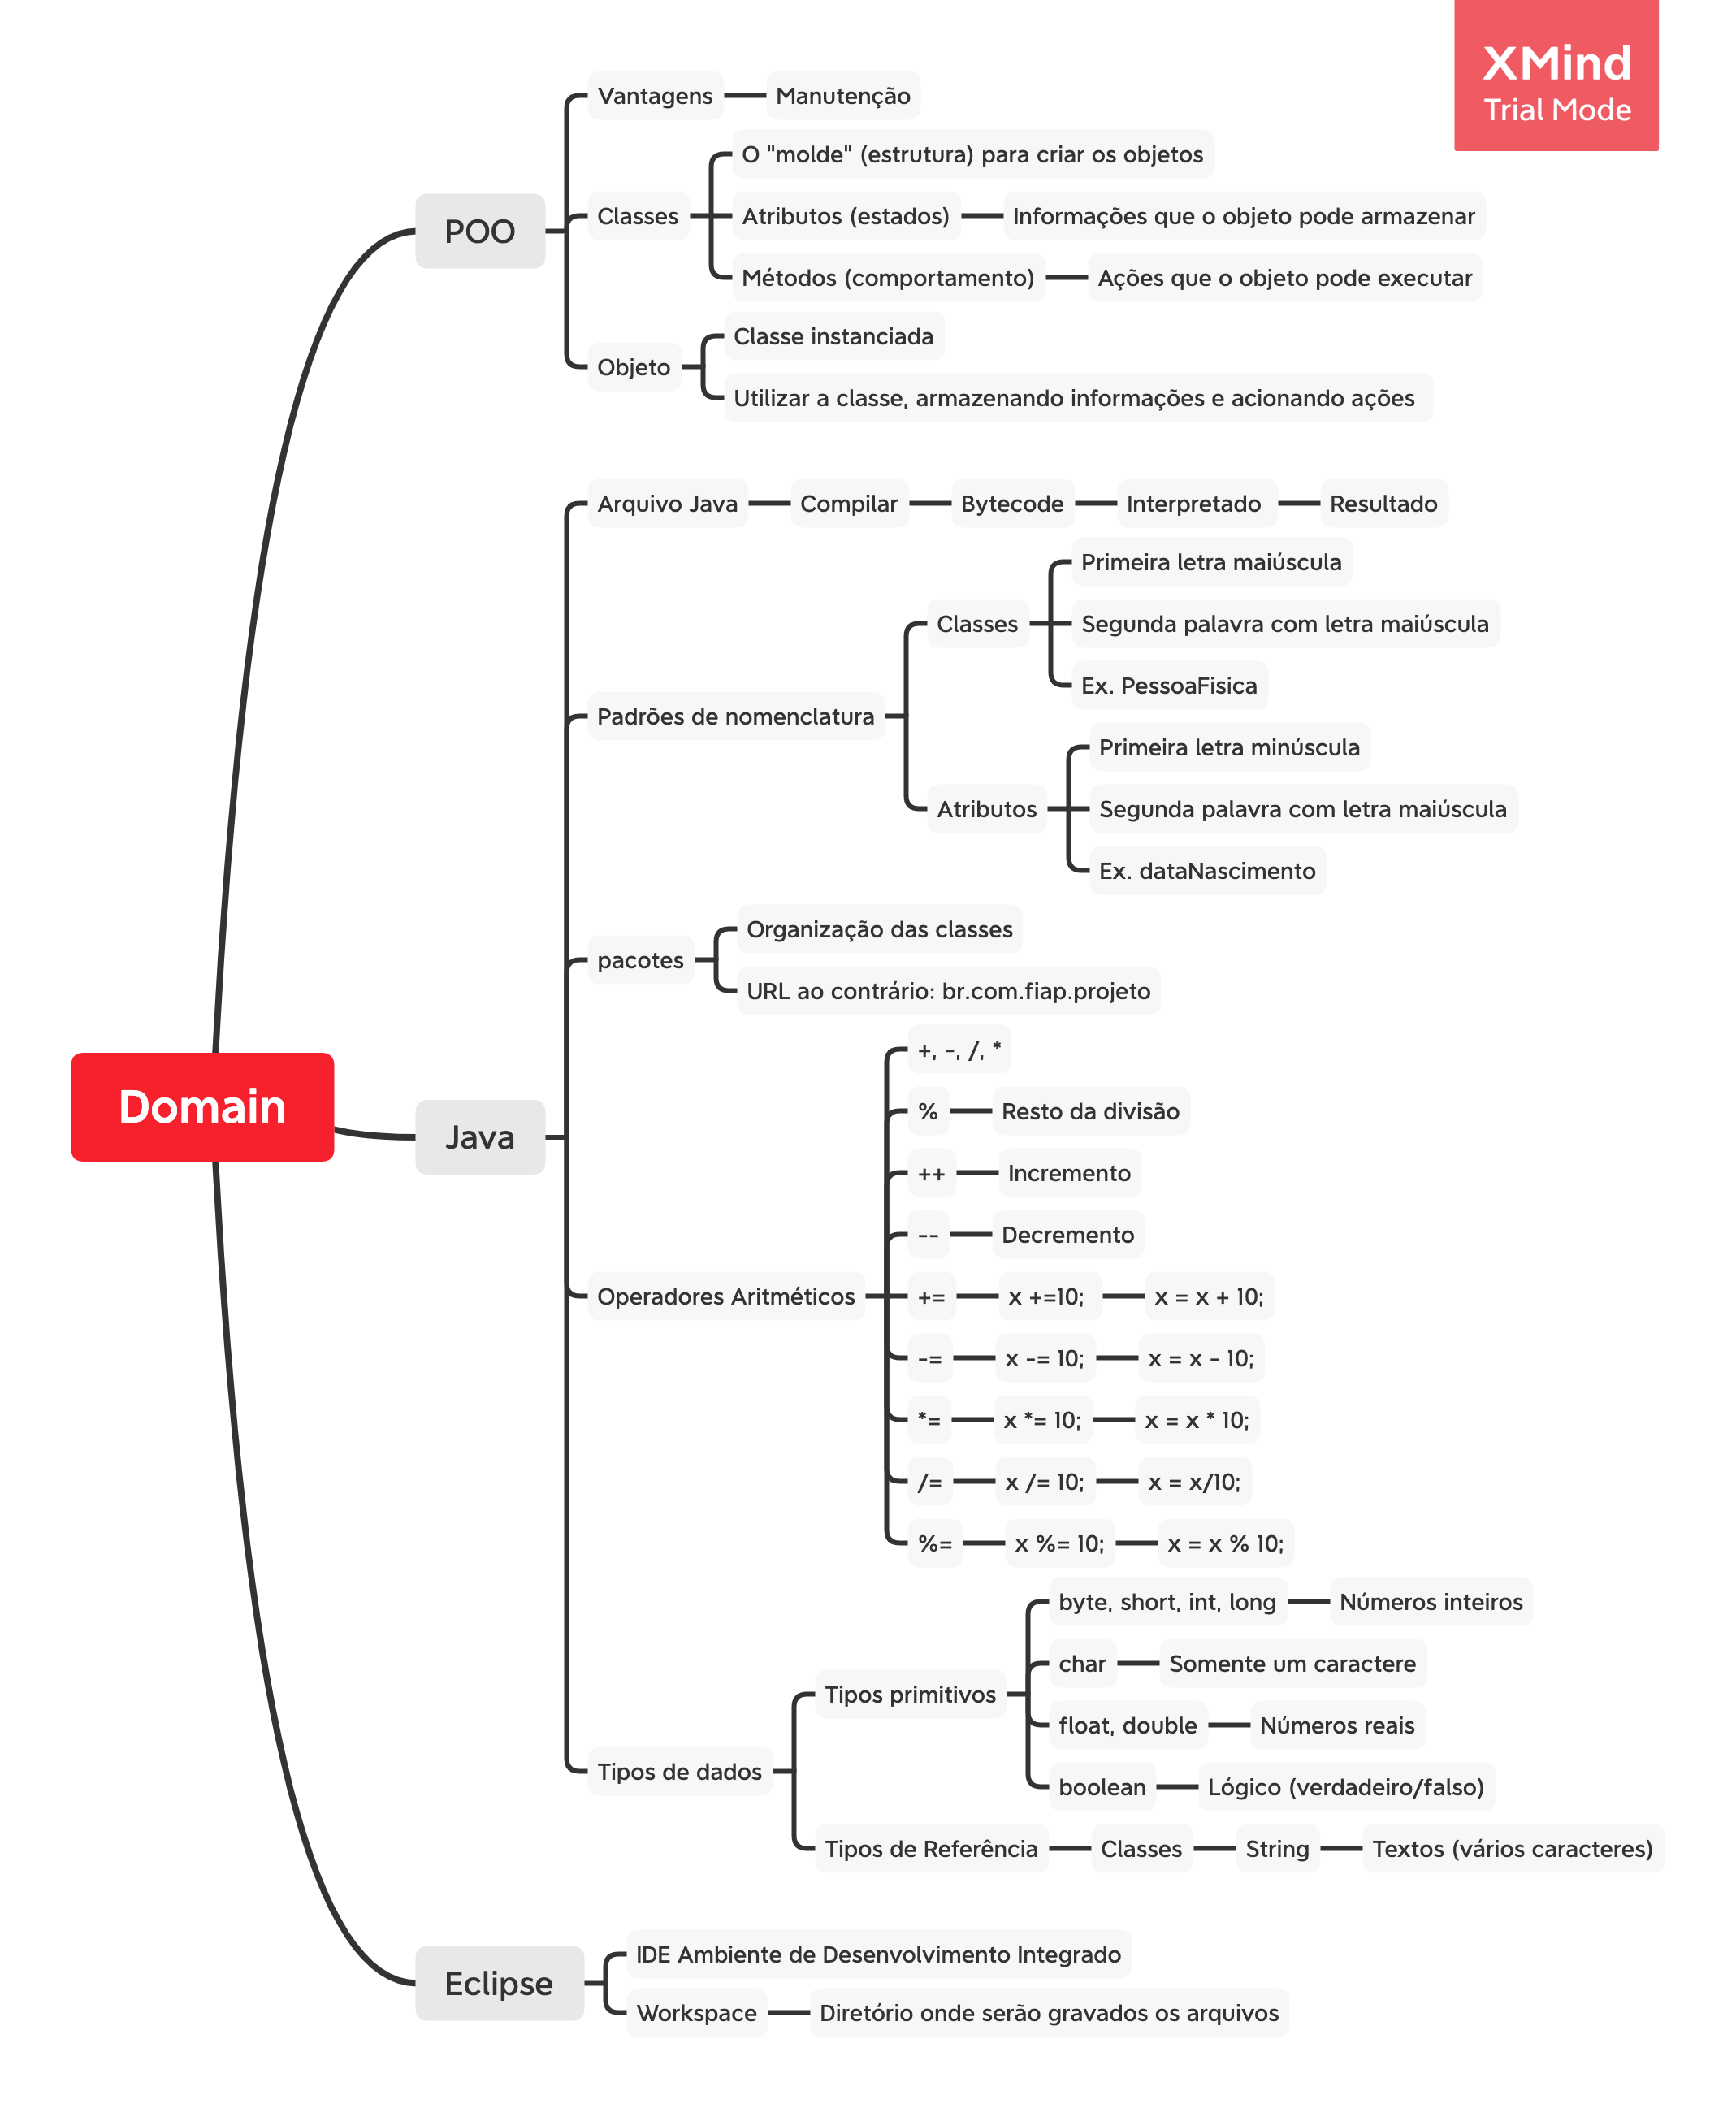 XMind
Trial Mode
Vantagens
Manutenção
O "molde" (estrutura) para criar os objetos
POO
Classes
Atributos (estados)
Informações que o objeto pode armazenar
Métodos (comportamento)
Ações que o objeto pode executar
Classe instanciada
Objeto
Utilizar a classe, armazenando informações e acionando ações
Arquivo Java
Compilar
Bytecode
Interpretado
Resultado
Primeira letra maiúscula
Classes
Segunda palavra com letra maiúscula
Ex. PessoaFisica
Padrões de nomenclatura
Primeira letra minúscula
Atributos
Segunda palavra com letra maiúscula
Ex. dataNascimento
Organização das classes
pacotes
URL ao contrário: br.com.fiap.projeto
Domain
Java
+, -, /, *
%
Resto da divisão
++
Incremento
--
Decremento
Operadores Aritméticos
+=
x +=10;
x = x + 10;
-=
x -= 10;
x = x - 10;
*=
x *= 10;
x = x * 10;
/=
x /= 10;
x = x/10;
%=
x %= 10;
x = x % 10;
byte, short, int, long
Números inteiros
char
Somente um caractere
Tipos primitivos
float, double
Números reais
Tipos de dados
boolean
Lógico (verdadeiro/falso)
Tipos de Referência
Classes
String
Textos (vários caracteres)
Eclipse
IDE Ambiente de Desenvolvimento Integrado
Workspace
Diretório onde serão gravados os arquivos